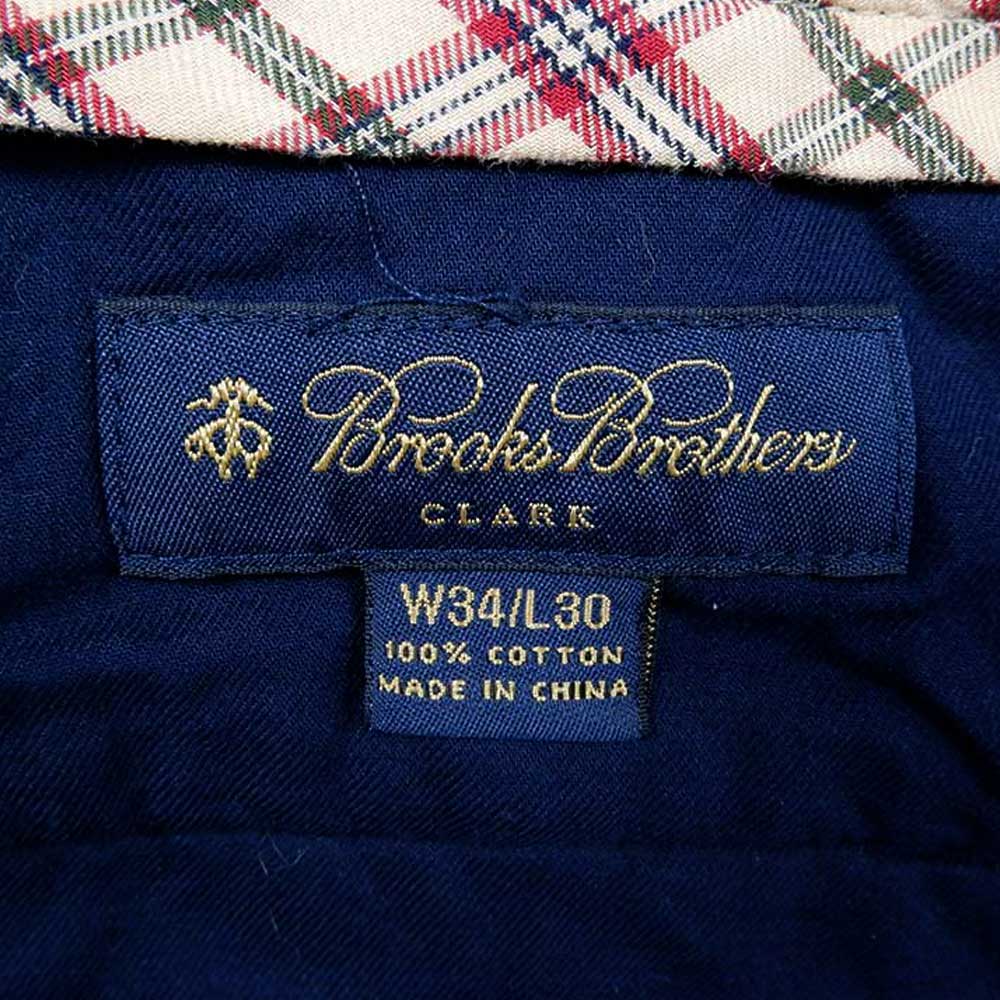 Brooks Brothers
CLARK
W34/L30
100% COTTON
MADE IN CHINA